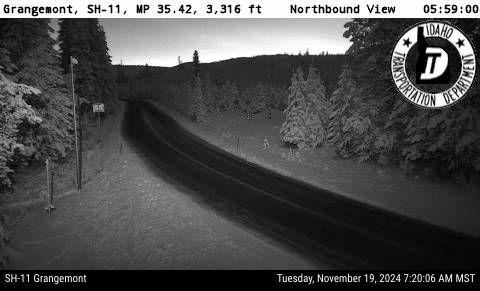 Grangemont, SH-11, MP 35.42, 3,316 ft Northbound View 05:59:00
IDAHO
TRANSPORTATION DEPARTMENT
SH-11 Grangemont Tuesday, November 19, 2024 7:20:06 AM MST